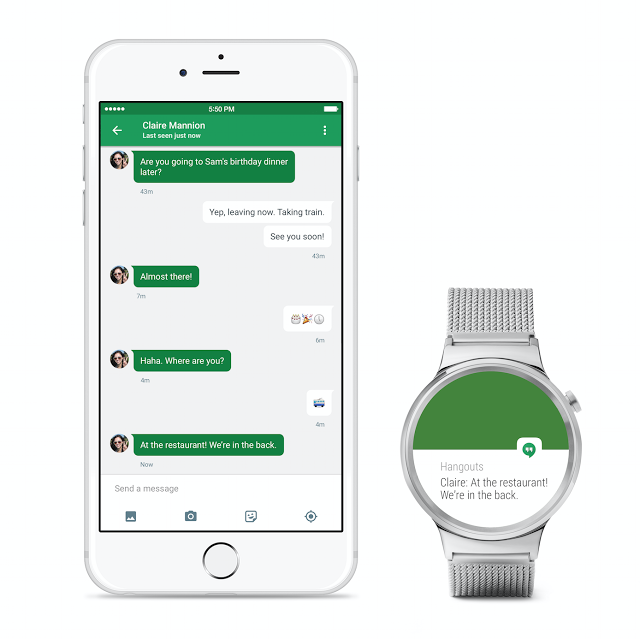 5:50 PM
Claire Mannion
Last seen just now
Are you going to Sam's birthday dinner
later?
43m
Yep, leaving now. Taking train.
See you soon!
43m
Almost there!
7m
6m
Haha. Where are you?
4m
4m
At the restaurant! We're in the back.
Now
Send a message
Hangouts
Claire: At the restaurant!
We're in the back.